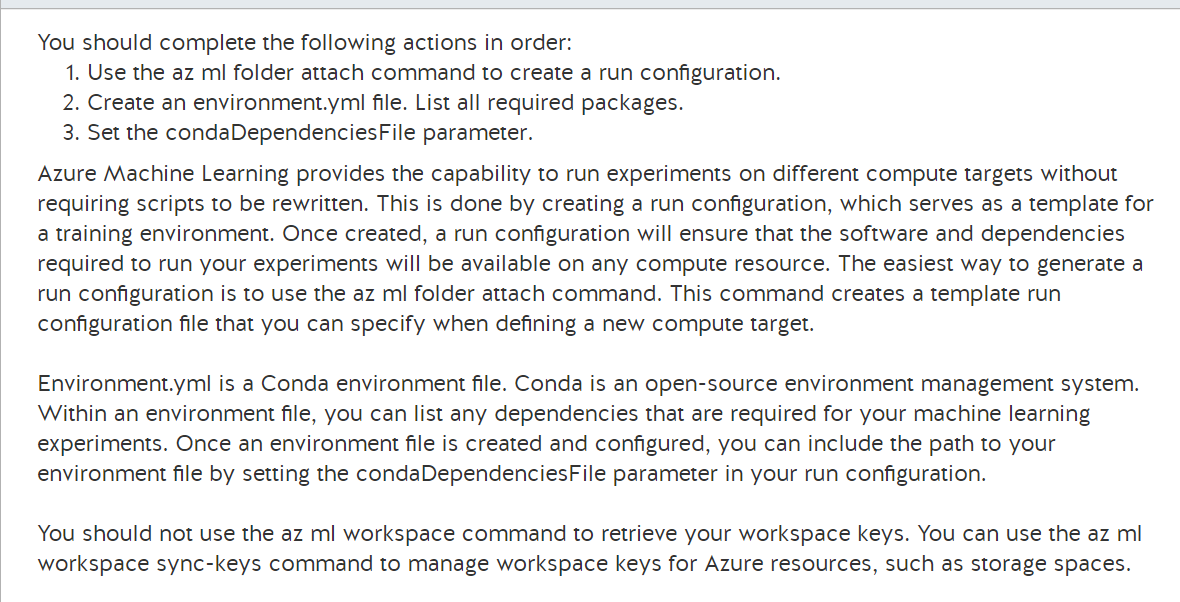 You should complete the following actions in order:
1. Use the az ml folder attach command to create a run configuration.
2. Create an environment.yml file. List all required packages.
3. Set the condaDependenciesFile parameter.
Azure Machine Learning provides the capability to run experiments on different compute targets without
requiring scripts to be rewritten. This is done by creating a run configuration, which serves as a template for
a training environment. Once created, a run configuration will ensure that the software and dependencies
required to run your experiments will be available on any compute resource. The easiest way to generate a
run configuration is to use the az ml folder attach command. This command creates a template run
configuration file that you can specify when defining a new compute target.
Environment.yml is a Conda environment file. Conda is an open-source environment management system.
Within an environment file, you can list any dependencies that are required for your machine learning
experiments. Once an environment file is created and configured, you can include the path to your
environment file by setting the condaDependenciesFile parameter in your run configuration.
You should not use the az ml workspace command to retrieve your workspace keys. You can use the az ml
workspace sync-keys command to manage workspace keys for Azure resources, such as storage spaces.